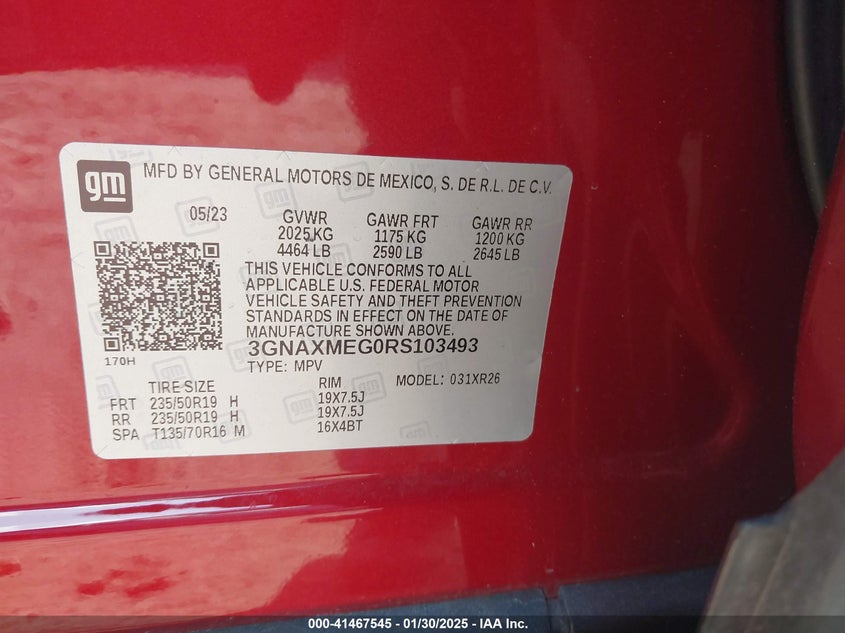 gm
MFD BY GENERAL MOTORS DE MEXICO, S. DE R.L. DE C.V.
05/23 GVWR GAWR FRT GAWR RR
2025 KG 1175 KG 1200 KG
4464 LB 2590 LB 2645 LB
THIS VEHICLE CONFORMS TO ALL
APPLICABLE U.S. FEDERAL MOTOR
VEHICLE SAFETY AND THEFT PREVENTION
STANDARDS IN EFFECT ON THE DATE OF
MANUFACTURE SHOWN ABOVE.
170H 3GNAXMEG0RS103493
TYPE: MPV MODEL: 031XR26
TIRE SIZE RIM
FRT 235/50R19 H 19X7.5J
RR 235/50R19 H 19X7.5J
SPA T135/70R16 M 16X4BT
000-41467545 - 01/30/2025 - IAA Inc.